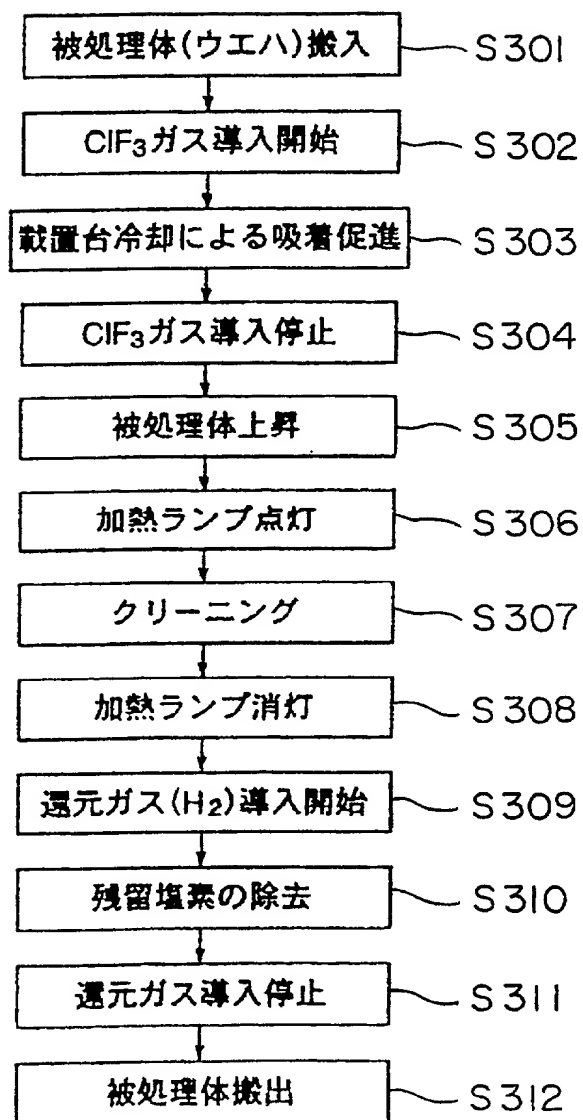 被処理体(ウエハ)搬入 S301
ClF₃ガス導入開始 S302
載置台冷却による吸着促進 S303
ClF₃ガス導入停止 S304
被処理体上昇 S305
加熱ランプ点灯 S306
クリーニング S307
加熱ランプ消灯 S308
還元ガス(H₂)導入開始 S309
残留塩素の除去 S310
還元ガス導入停止 S311
被処理体搬出 S312